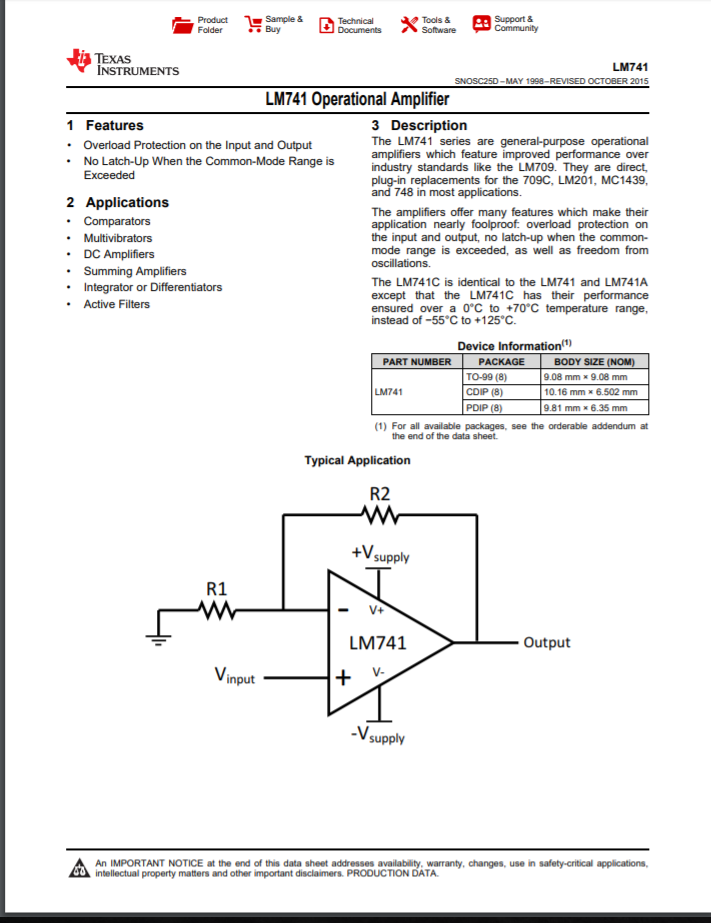 Product Folder
Sample & Buy
Technical Documents
Tools & Software
Support & Community
TEXAS
INSTRUMENTS
LM741
SNOSC25D – MAY 1998 – REVISED OCTOBER 2015
LM741 Operational Amplifier
1 Features
• Overload Protection on the Input and Output
• No Latch-Up When the Common-Mode Range is
Exceeded
2 Applications
• Comparators
• Multivibrators
• DC Amplifiers
• Summing Amplifiers
• Integrator or Differentiators
• Active Filters
3 Description
The LM741 series are general-purpose operational
amplifiers which feature improved performance over
industry standards like the LM709. They are direct,
plug-in replacements for the 709C, LM201, MC1439,
and 748 in most applications.
The amplifiers offer many features which make their
application nearly foolproof: overload protection on
the input and output, no latch-up when the common-
mode range is exceeded, as well as freedom from
oscillations.
The LM741C is identical to the LM741 and LM741A
except that the LM741C has their performance
ensured over a 0°C to +70°C temperature range,
instead of −55°C to +125°C.
Device Information(1)
PART NUMBER PACKAGE BODY SIZE (NOM)
TO-99 (8) 9.08 mm × 9.08 mm
LM741 CDIP (8) 10.16 mm × 6.502 mm
PDIP (8) 9.81 mm × 6.35 mm
(1) For all available packages, see the orderable addendum at
the end of the data sheet.
Typical Application
R2
+Vsupply
R1
V+
LM741
Output
Vinput
V-
-Vsupply
An IMPORTANT NOTICE at the end of this data sheet addresses availability, warranty, changes, use in safety-critical applications,
intellectual property matters and other important disclaimers. PRODUCTION DATA.